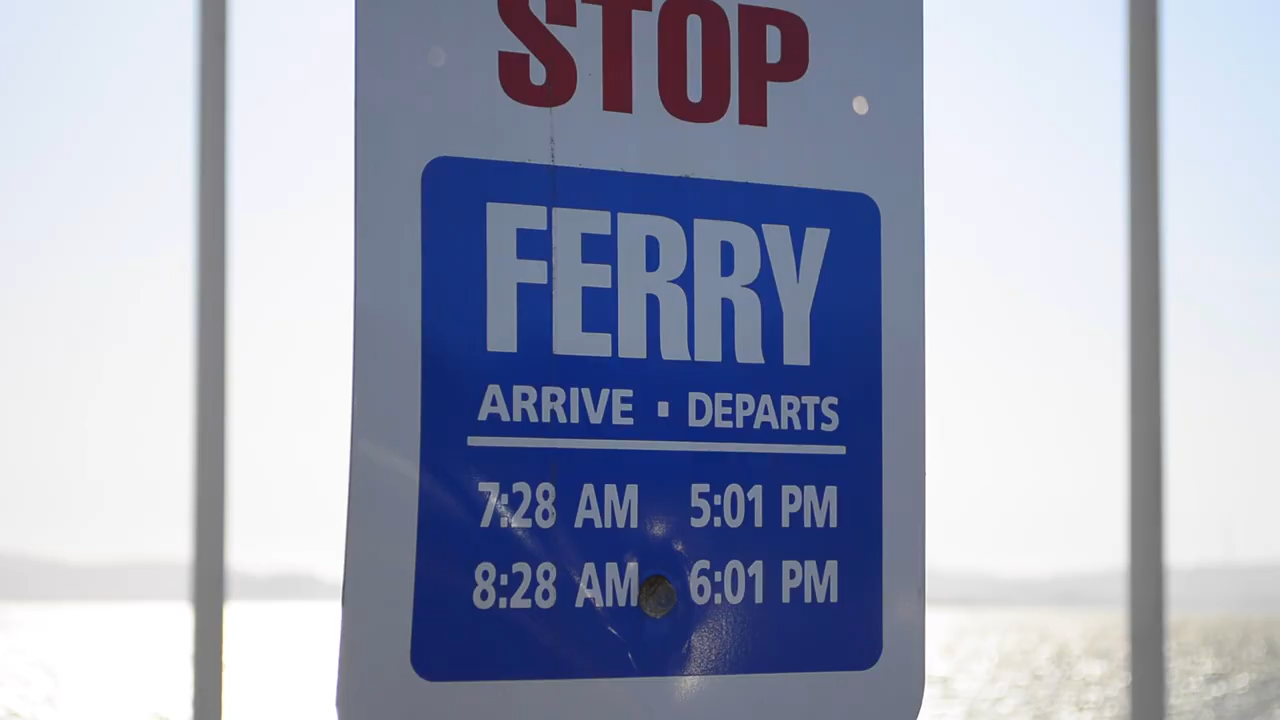 STOP
FERRY
ARRIVE ▪ DEPARTS
7:28 AM 5:01 PM
8:28 AM 6:01 PM